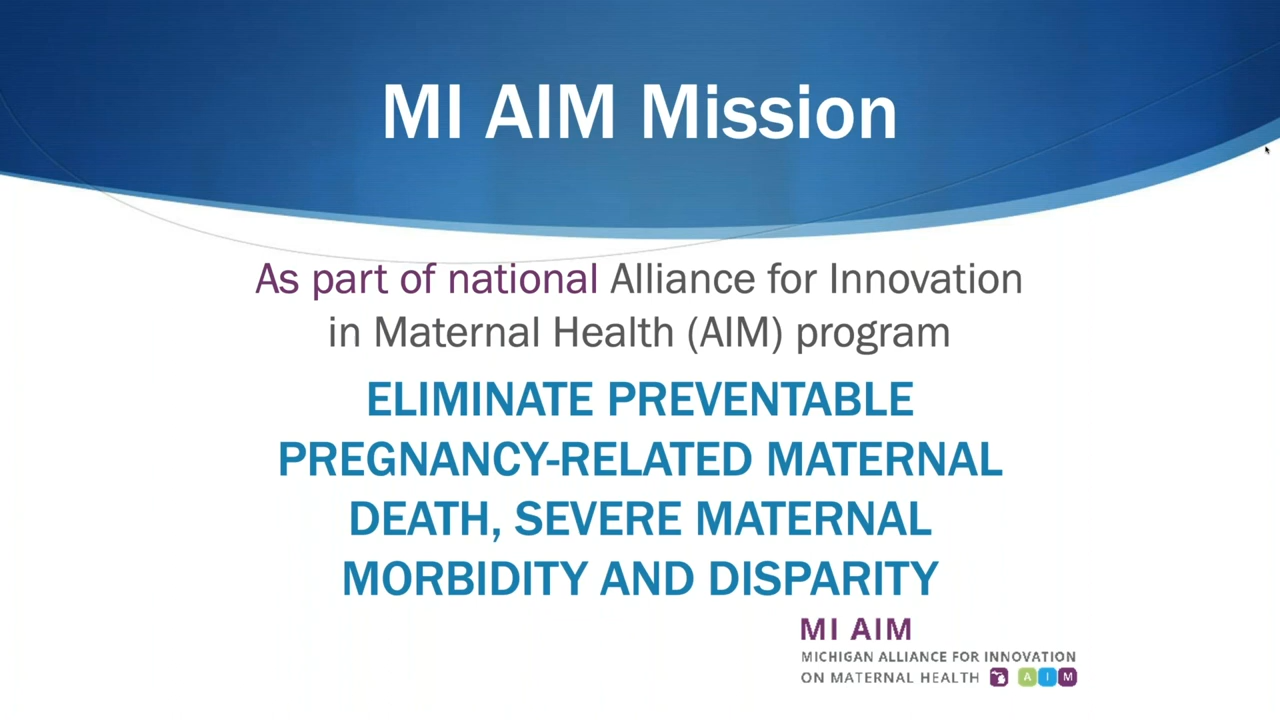 MI AIM Mission
As part of national Alliance for Innovation
in Maternal Health (AIM) program
ELIMINATE PREVENTABLE
PREGNANCY-RELATED MATERNAL
DEATH, SEVERE MATERNAL
MORBIDITY AND DISPARITY
MI AIM
MICHIGAN ALLIANCE FOR INNOVATION
ON MATERNAL HEALTH A I M